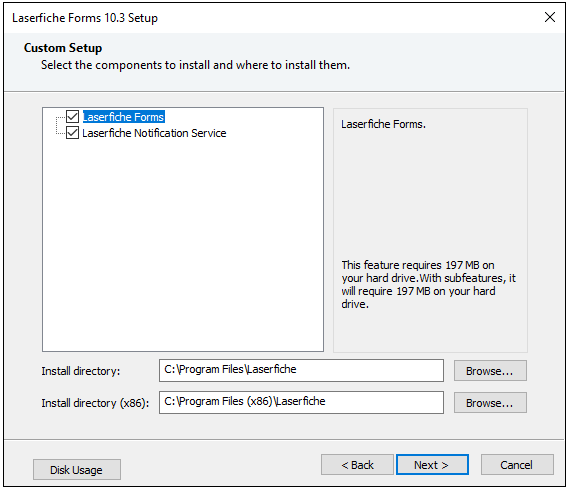 Laserfiche Forms 10.3 Setup
Custom Setup
Select the components to install and where to install them.
Laserfiche Forms
Laserfiche Notification Service
Laserfiche Forms.
This feature requires 197 MB on
your hard drive.With subfeatures, it
will require 197 MB on your hard
drive.
Install directory:
C:\Program Files\Laserfiche
Browse...
Install directory (x86):
C:\Program Files (x86)\Laserfiche
Browse...
Disk Usage
< Back
Next >
Cancel